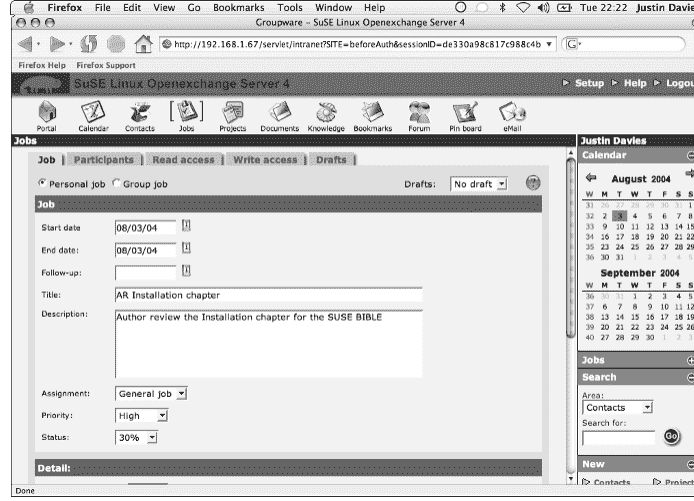 Firefox File Edit View Go Bookmarks Tools Window Help Tue 22:22 Justin Davie
Groupware – SuSE Linux Openexchange Server 4
http://192.168.1.67/servlet/intranet?SITE=beforeAuth&sessionID=de330a98c817c988c4b
Firefox Help Firefox Support
SuSE Linux Openexchange Server 4 Setup Help Logou
Portal Calendar Contacts Jobs Projects Documents Knowledge Bookmarks Forum Pin board eMail
Jobs Justin Davies
Job Participants Read access Write access Drafts
Personal job Group job Drafts: No draft
Job
Start date 08/03/04
End date: 08/03/04
Follow-up:
Title: AR Installation chapter
Description: Author review the Installation chapter for the SUSE BIBLE
Assignment: General job
Priority: High
Status: 30%
Detail:
Calendar
August 2004
W M T W T F S S
31 26 27 28 29 30 31 1
32 2 3 4 5 6 7 8
33 9 10 11 12 13 14 15
34 16 17 18 19 20 21 22
35 23 24 25 26 27 28 29
36 30 31 1 2 3 4 5
September 2004
W M T W T F S S
36 30 31 1 2 3 4 5
37 6 7 8 9 10 11 12
38 13 14 15 16 17 18 19
39 20 21 22 23 24 25 26
40 27 28 29 30 1 2 3
Jobs
Search
Area:
Contacts
Search for:
Go
New
Contacts Project
Done